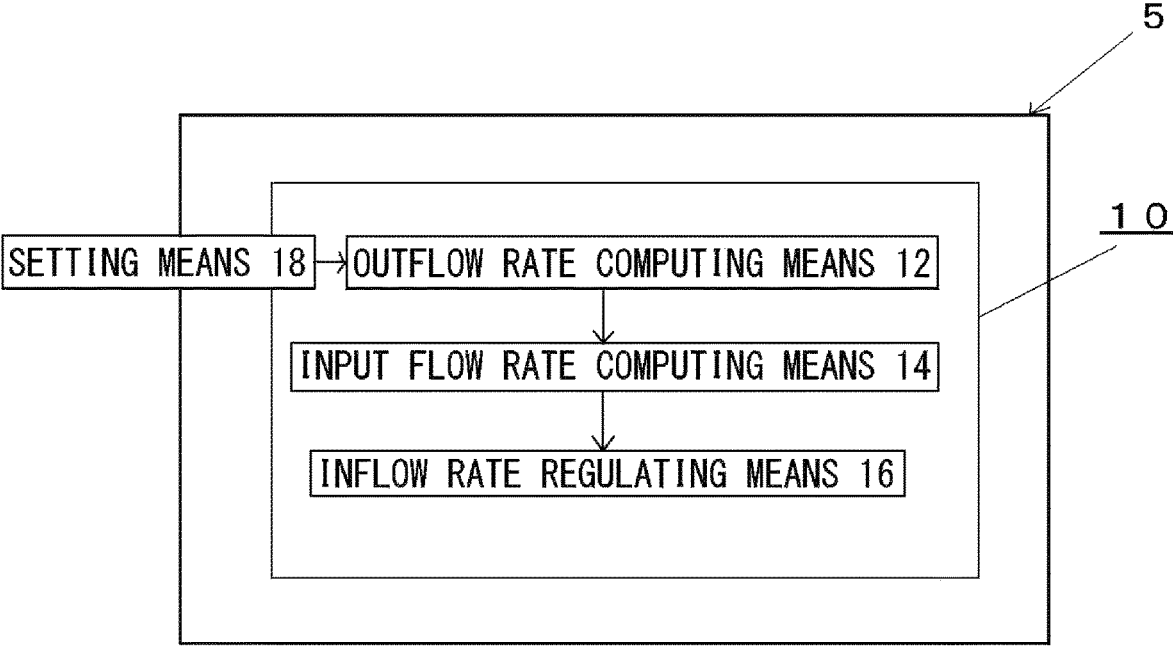 5
10
SETTING MEANS 18
OUTFLOW RATE COMPUTING MEANS 12
INPUT FLOW RATE COMPUTING MEANS 14
INFLOW RATE REGULATING MEANS 16